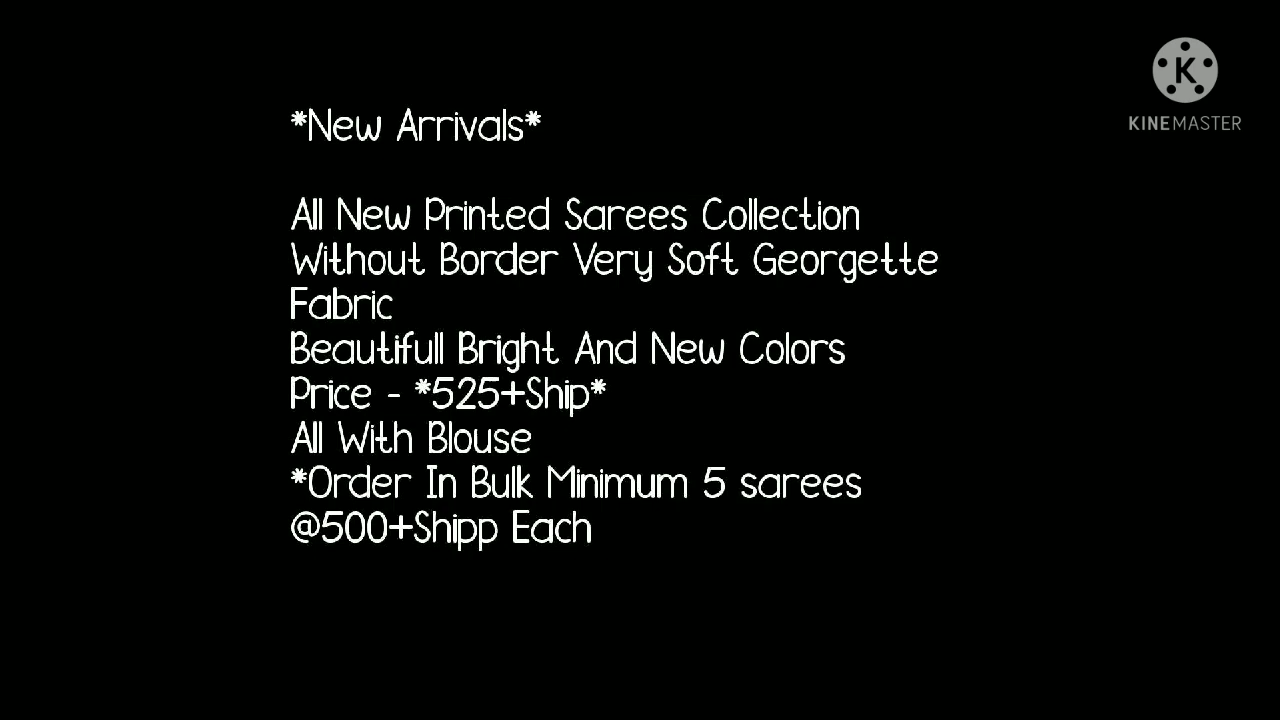 *New Arrivals*
All New Printed Sarees Collection
Without Border Very Soft Georgette
Fabric
Beautifull Bright And New Colors
Price - *525+Ship*
All With Blouse
*Order In Bulk Minimum 5 sarees
@500+Shipp Each
K
KINEMASTER